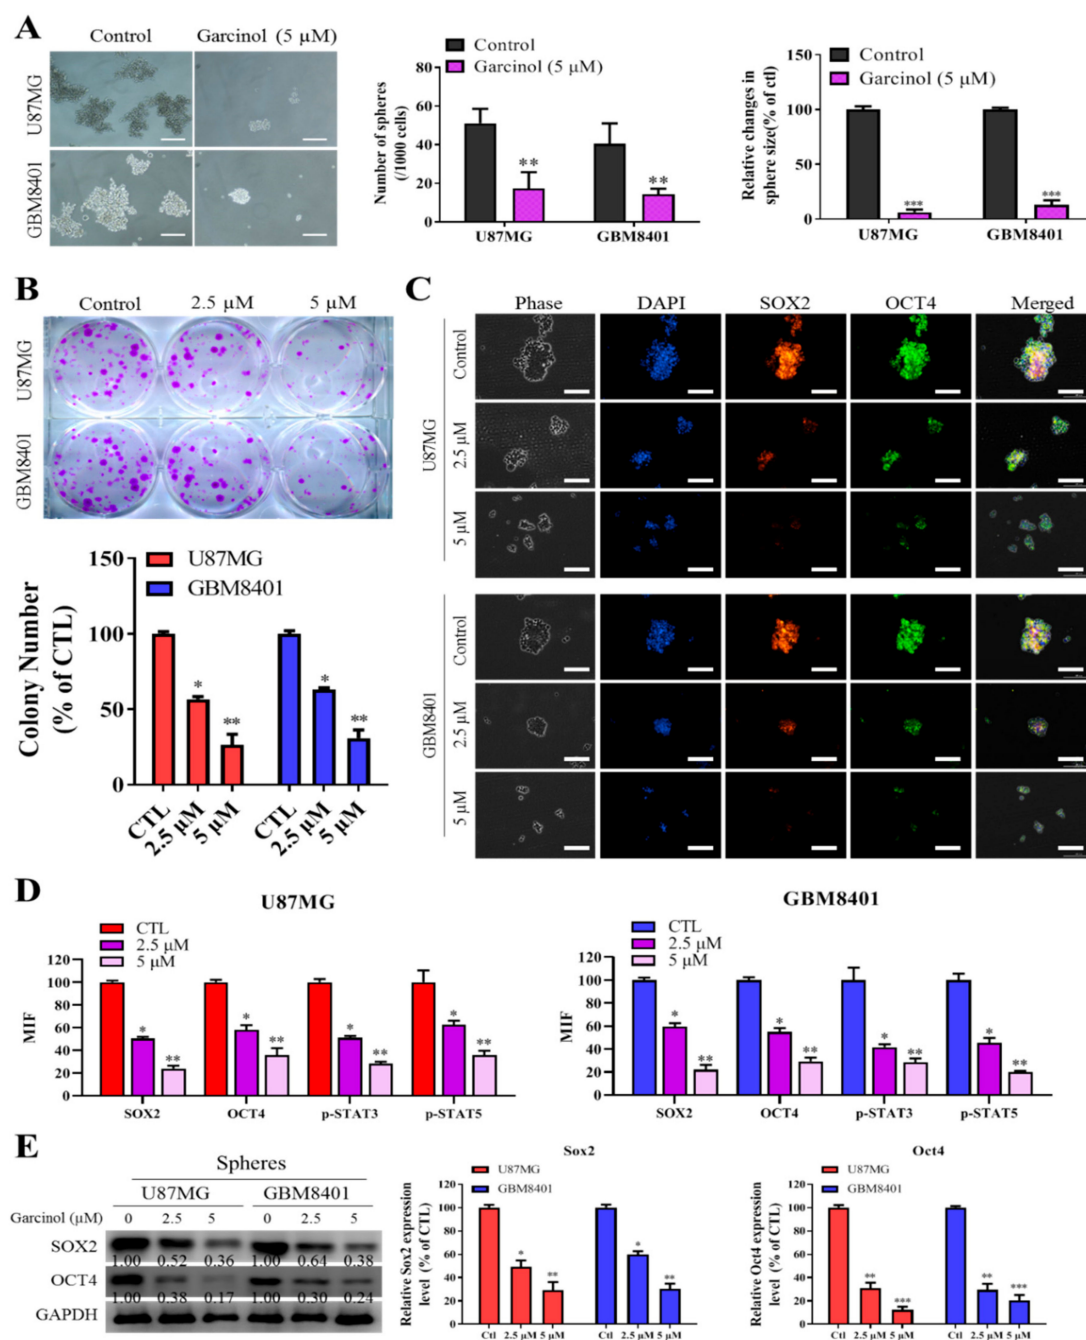 A
Control
Garcinol (5 µM)
U87MG
GBM8401
Number of spheres
(/1000 cells)
80
60
40
20
0
Control
Garcinol (5 µM)
**
**
U87MG
GBM8401
Relative changes in
sphere size(% of ctl)
150
100
50
0
Control
Garcinol (5 µM)
***
***
U87MG
GBM8401
B
Control
2.5 µM
5 µM
U87MG
GBM8401
Colony Number
(% of CTL)
150
100
50
0
U87MG
GBM8401
*
**
*
**
CTL
2.5 µM
5 µM
CTL
2.5 µM
5 µM
C
Phase
DAPI
SOX2
OCT4
Merged
U87MG
Control
2.5 µM
5 µM
GBM8401
Control
2.5 µM
5 µM
D
U87MG
CTL
2.5 µM
5 µM
MIF
120
100
80
60
40
20
0
*
**
*
**
*
**
*
**
SOX2
OCT4
p-STAT3
p-STAT5
GBM8401
CTL
2.5 µM
5 µM
MIF
120
100
80
60
40
20
0
*
**
*
**
*
**
*
**
SOX2
OCT4
p-STAT3
p-STAT5
E
Spheres
U87MG
GBM8401
Garcinol (µM)
0 2.5 5 0 2.5 5
SOX2
1.00 0.52 0.36 1.00 0.64 0.38
OCT4
1.00 0.38 0.17 1.00 0.30 0.24
GAPDH
Sox2
U87MG
GBM8401
Relative Sox2 expression
level (% of CTL)
120
100
80
60
40
20
0
*
**
*
**
Ctl 2.5 µM 5 µM Ctl 2.5 µM 5 µM
Oct4
U87MG
GBM8401
Relative Oct4 expression
level (% of CTL)
120
100
80
60
40
20
0
**
***
**
***
Ctl 2.5 µM 5 µM Ctl 2.5 µM 5 µM